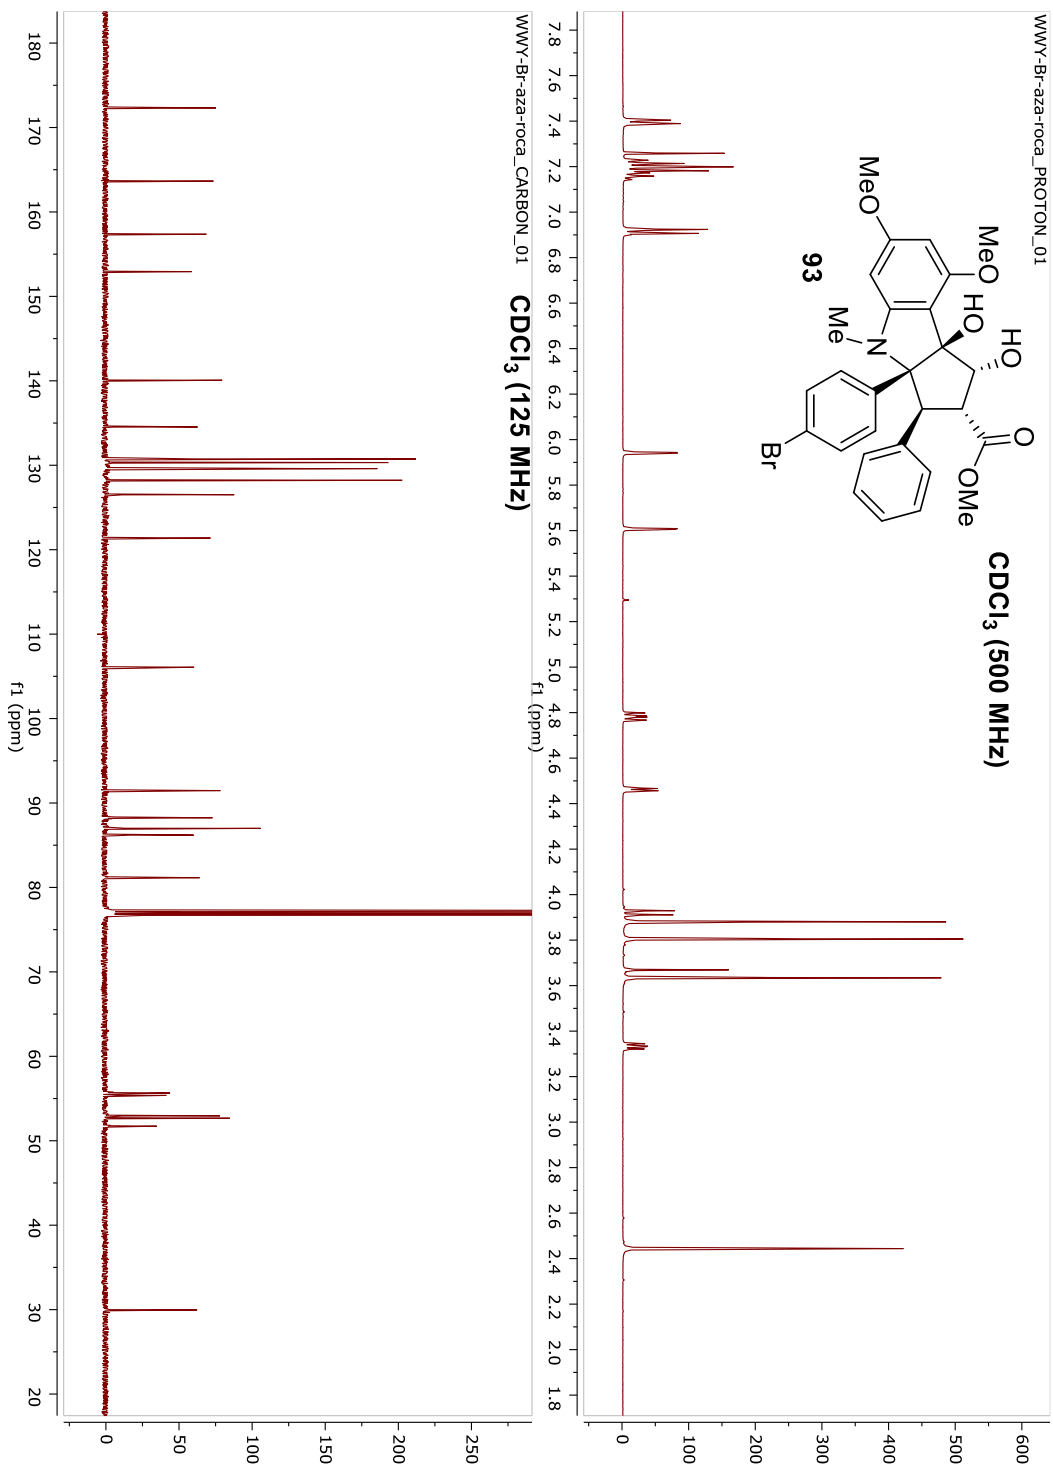 WWY-Br-aza-roca_PROTON_01
CDCl3 (500 MHz)
MeO
MeO
HO
HO
O
OMe
N
Me
Br
93
600
500
400
300
200
100
0
7.8 7.6 7.4 7.2 7.0 6.8 6.6 6.4 6.2 6.0 5.8 5.6 5.4 5.2 5.0 4.8 4.6 4.4 4.2 4.0 3.8 3.6 3.4 3.2 3.0 2.8 2.6 2.4 2.2 2.0 1.8
f1 (ppm)
WWY-Br-aza-roca_CARBON_01
CDCl3 (125 MHz)
250
200
150
100
50
0
180 170 160 150 140 130 120 110 100 90 80 70 60 50 40 30 20
f1 (ppm)